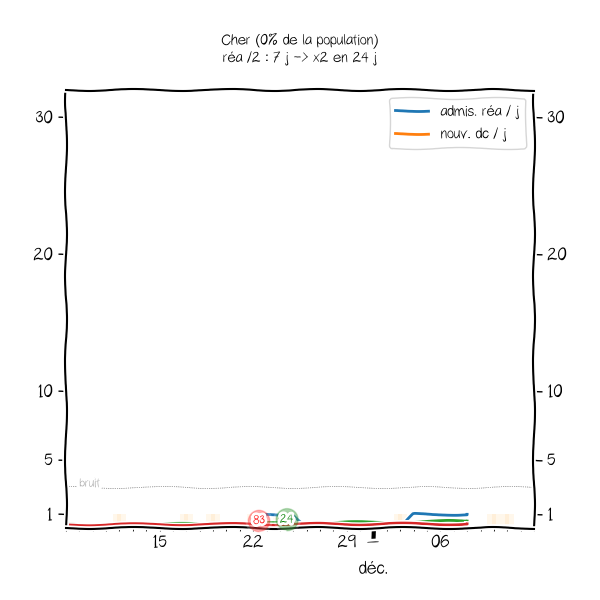 Cher (0% de la population)
réa /2 : 7 j -> x2 en 24 j
admis. réa / j
nouv. dc / j
30
30
20
20
10
10
5
5
bruit
1
83
24
1
15
22
29
06
déc.